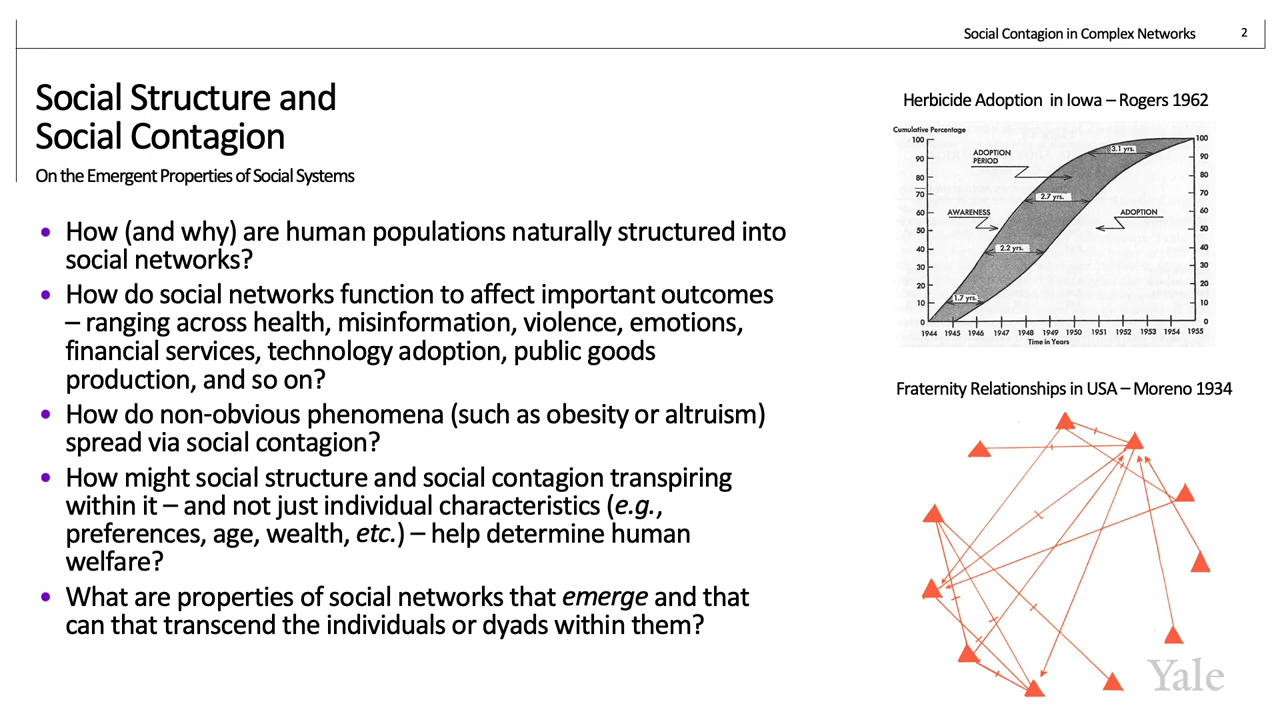 Social Contagion in Complex Networks
2
Social Structure and
Social Contagion
On the Emergent Properties of Social Systems
• How (and why) are human populations naturally structured into
social networks?
• How do social networks function to affect important outcomes
– ranging across health, misinformation, violence, emotions,
financial services, technology adoption, public goods
production, and so on?
• How do non-obvious phenomena (such as obesity or altruism)
spread via social contagion?
• How might social structure and social contagion transpiring
within it – and not just individual characteristics (e.g.,
preferences, age, wealth, etc.) – help determine human
welfare?
• What are properties of social networks that emerge and that
can that transcend the individuals or dyads within them?
Herbicide Adoption in Iowa – Rogers 1962
Cumulative Percentage
100
90
80
70
60
50
40
30
20
10
0
ADOPTION
PERIOD
AWARENESS
ADOPTION
3.1 yrs.
2.7 yrs.
2.2 yrs.
1.7 yrs.
100
90
80
70
60
50
40
30
20
10
0
1944 1945 1946 1947 1948 1949 1950 1951 1952 1953 1954 1955
Time in Years
Fraternity Relationships in USA – Moreno 1934
Yale